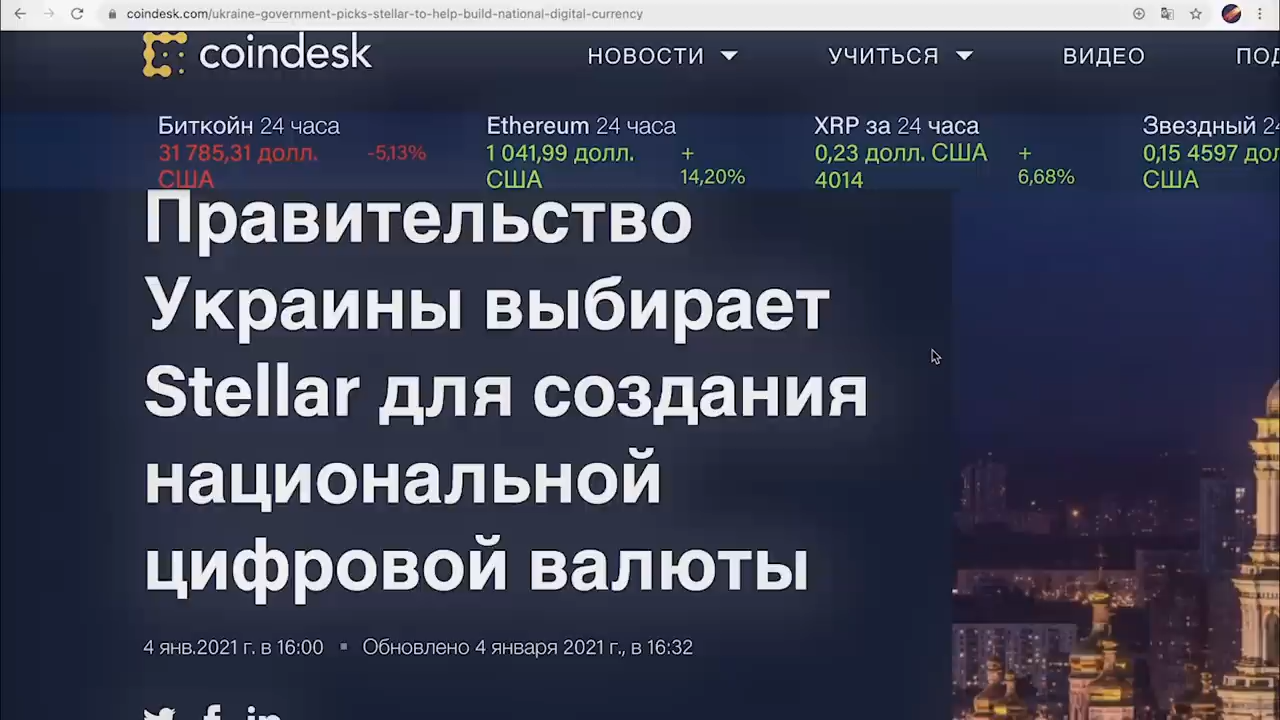 coindesk.com/ukraine-government-picks-stellar-to-help-build-national-digital-currency
coindesk
НОВОСТИ УЧИТЬСЯ ВИДЕО ПОД
Биткойн 24 часа Ethereum 24 часа XRP за 24 часа Звездный 24
31 785,31 долл. -5,13% 1 041,99 долл. + 0,23 долл. США + 0,15 4597 дол
США США 14,20% 4014 6,68% США
Правительство
Украины выбирает
Stellar для создания
национальной
цифровой валюты
4 янв.2021 г. в 16:00 ▪ Обновлено 4 января 2021 г., в 16:32